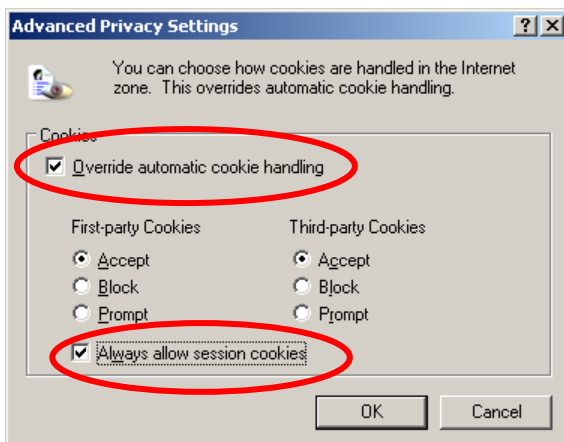 Advanced Privacy Settings
You can choose how cookies are handled in the Internet
zone. This overrides automatic cookie handling.
Cookies
Override automatic cookie handling
First-party Cookies Third-party Cookies
Accept Accept
Block Block
Prompt Prompt
Always allow session cookies
OK Cancel